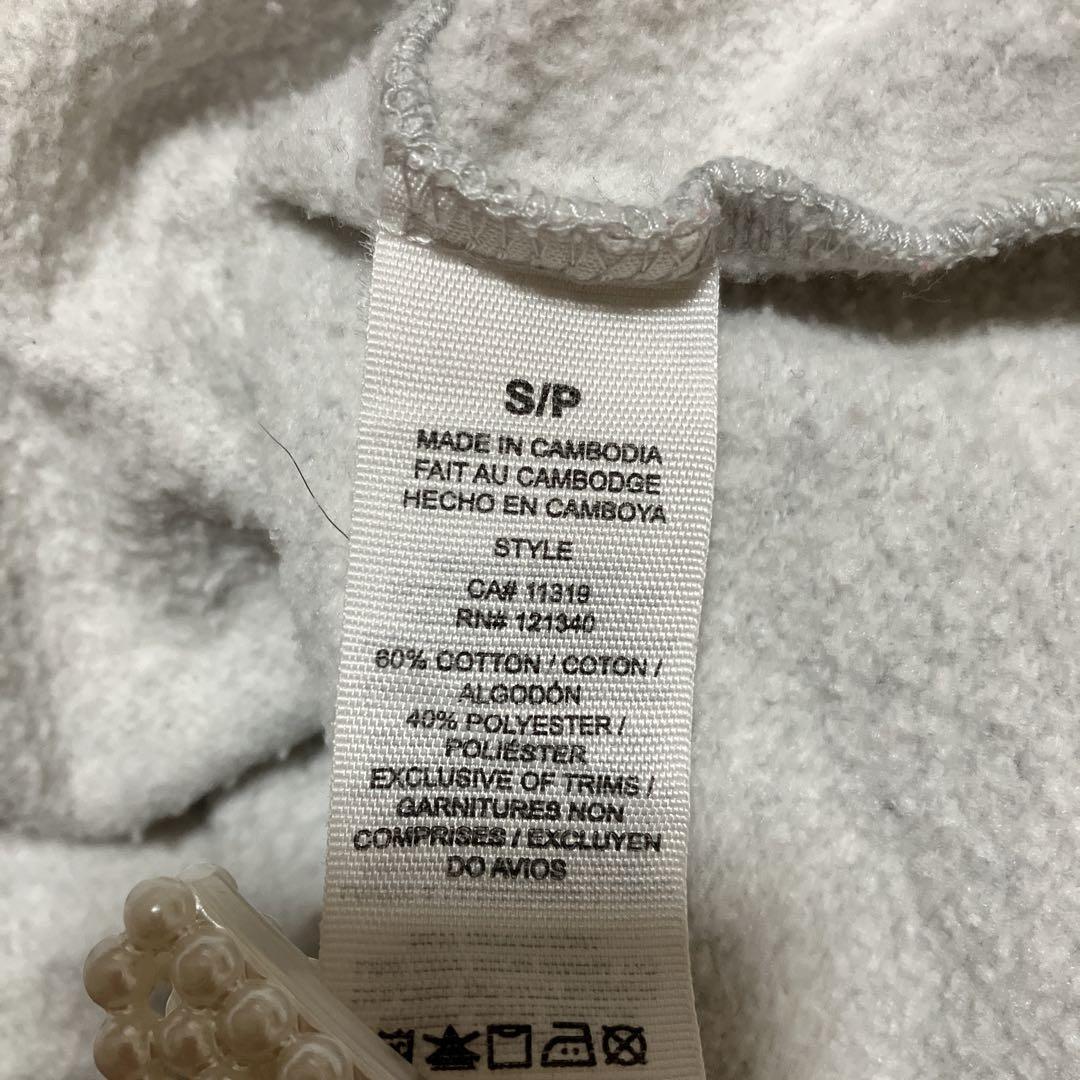 S/P
MADE IN CAMBODIA
FAIT AU CAMBODGE
HECHO EN CAMBOYA
STYLE
CA# 11319
RN# 121340
60% COTTON / COTON /
ALGODÓN
40% POLYESTER /
POLIÉSTER
EXCLUSIVE OF TRIMS /
GARNITURES NON
COMPRISES / EXCLUYEN
DO AVIOS